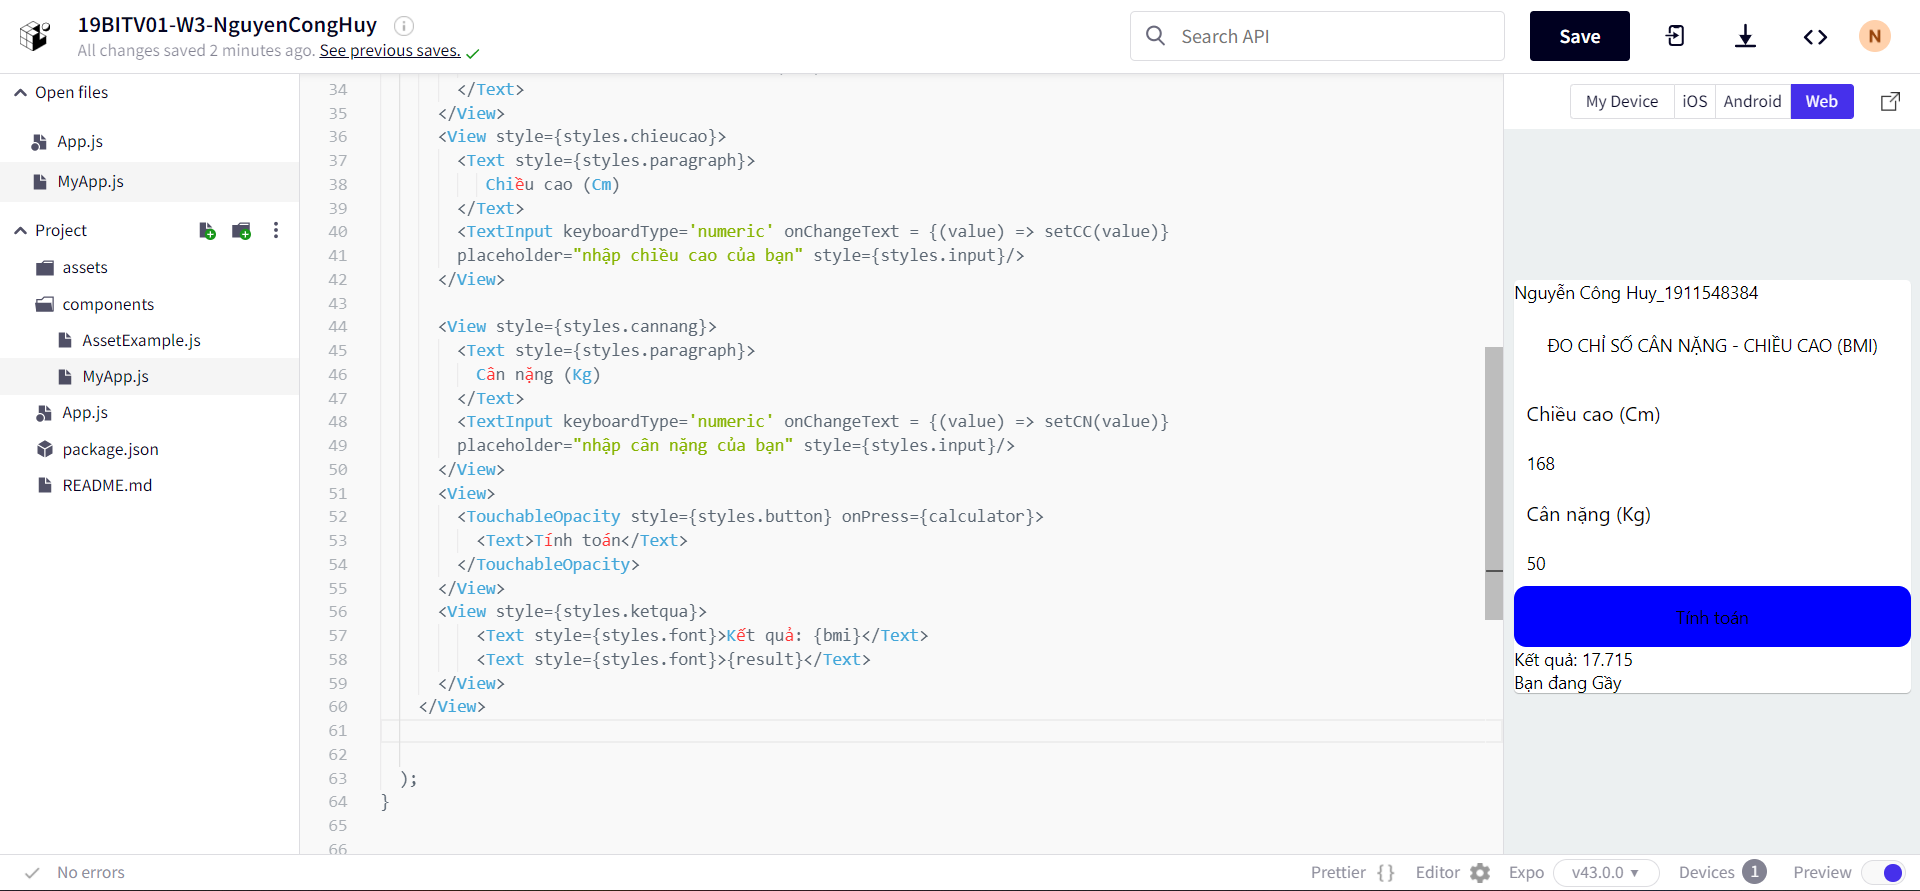 19BITV01-W3-NguyenCongHuy
All changes saved 2 minutes ago. See previous saves.
Search API
Save
N
Open files
App.js
MyApp.js
Project
assets
components
AssetExample.js
MyApp.js
App.js
package.json
README.md
34 </Text>
35 </View>
36 <View style={styles.chieucao}>
37 <Text style={styles.paragraph}>
38 Chiều cao (Cm)
39 </Text>
40 <TextInput keyboardType='numeric' onChangeText = {(value) => setCC(value)}
41 placeholder="nhập chiều cao của bạn" style={styles.input}/>
42 </View>
43
44 <View style={styles.cannang}>
45 <Text style={styles.paragraph}>
46 Cân nặng (Kg)
47 </Text>
48 <TextInput keyboardType='numeric' onChangeText = {(value) => setCN(value)}
49 placeholder="nhập cân nặng của bạn" style={styles.input}/>
50 </View>
51 <View>
52 <TouchableOpacity style={styles.button} onPress={calculator}>
53 <Text>Tính toán</Text>
54 </TouchableOpacity>
55 </View>
56 <View style={styles.ketqua}>
57 <Text style={styles.font}>Kết quả: {bmi}</Text>
58 <Text style={styles.font}>{result}</Text>
59 </View>
60 </View>
61
62
63 );
64 }
65
66
My Device iOS Android Web
Nguyễn Công Huy_1911548384
ĐO CHỈ SỐ CÂN NẶNG - CHIỀU CAO (BMI)
Chiều cao (Cm)
168
Cân nặng (Kg)
50
Tính toán
Kết quả: 17.715
Bạn đang Gầy
No errors
Prettier {} Editor Expo v43.0.0 Devices 1 Preview